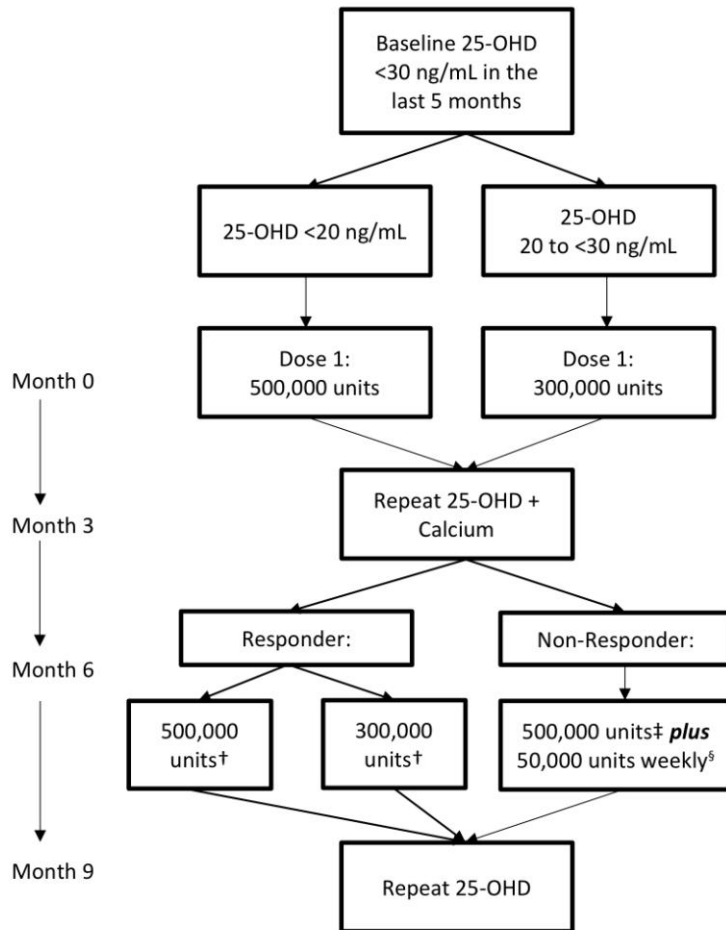 Baseline 25-OHD
<30 ng/mL in the
last 5 months
25-OHD <20 ng/mL
25-OHD
20 to <30 ng/mL
Month 0
Dose 1:
500,000 units
Dose 1:
300,000 units
Month 3
Repeat 25-OHD +
Calcium
Month 6
Responder:
Non-Responder:
500,000
units†
300,000
units†
500,000 units‡ plus
50,000 units weekly§
Month 9
Repeat 25-OHD